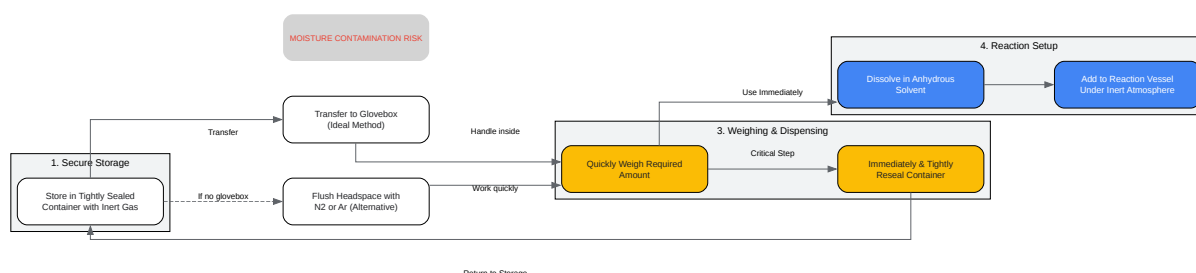 MOISTURE CONTAMINATION RISK
4. Reaction Setup
Dissolve in Anhydrous
Solvent
Add to Reaction Vessel
Under Inert Atmosphere
Use Immediately
Transfer to Glovebox
(Ideal Method)
Transfer
Handle inside
3. Weighing & Dispensing
Critical Step
Quickly Weigh Required
Amount
Immediately & Tightly
Reseal Container
1. Secure Storage
Store in Tightly Sealed
Container with Inert Gas
If no glovebox
Flush Headspace with
N2 or Ar (Alternative)
Work quickly
Return to Storage